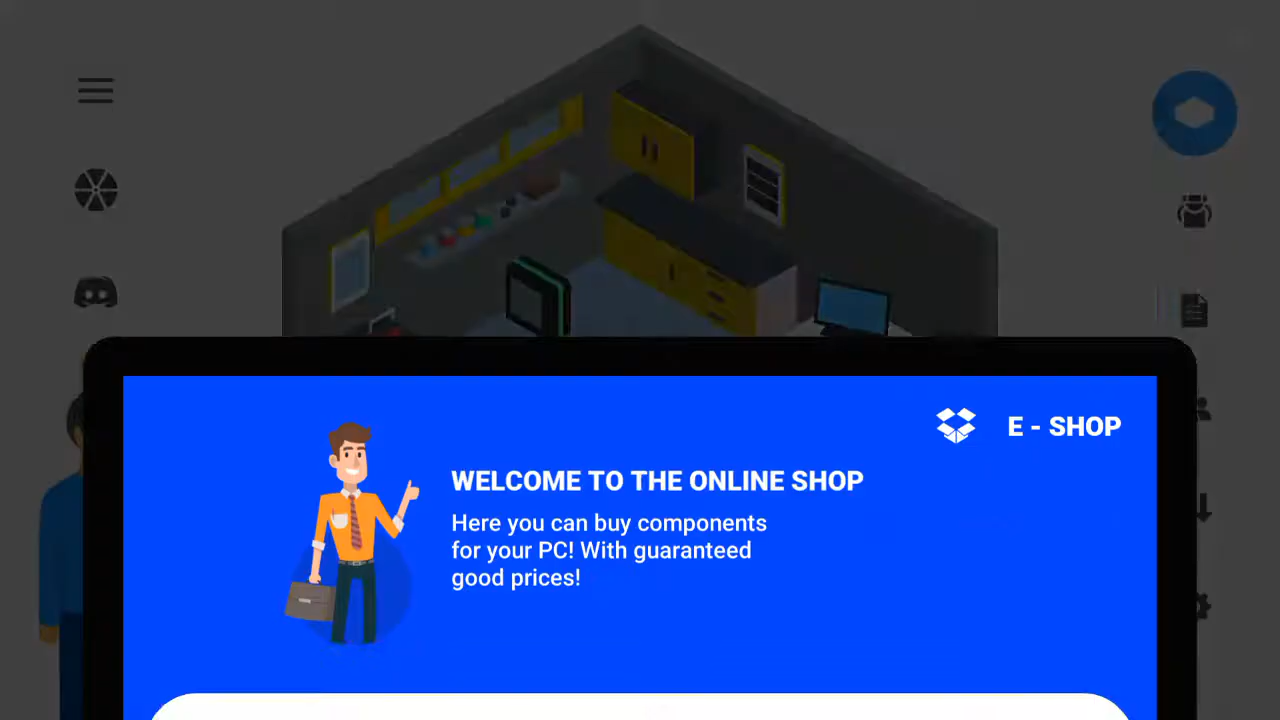 E - SHOP
WELCOME TO THE ONLINE SHOP
Here you can buy components
for your PC! With guaranteed
good prices!